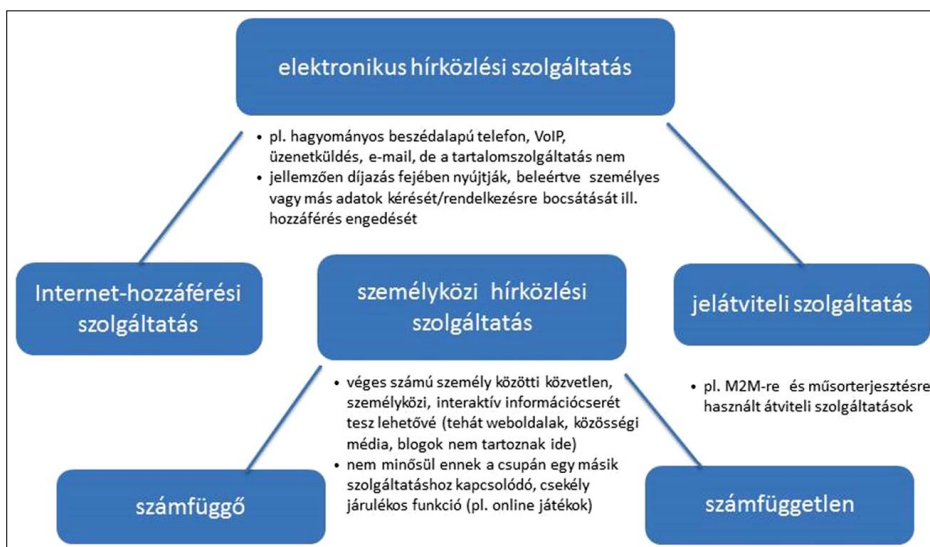 elektronikus hírközlési szolgáltatás
• pl. hagyományos beszédalapú telefon, VoIP,
üzenetküldés, e-mail, de a tartalomszolgáltatás nem
• jellemzően díjazás fejében nyújtják, beleértve személyes
vagy más adatok kérését/rendelkezésre bocsátását ill.
hozzáférés engedését
Internet-hozzáférési
szolgáltatás
személyközi hírközlési
szolgáltatás
jelátviteli szolgáltatás
• véges számú személy közötti közvetlen,
személyközi, interaktív információcserét
tesz lehetővé (tehát weboldalak, közösségi
média, blogok nem tartoznak ide)
• nem minősül ennek a csupán egy másik
szolgáltatáshoz kapcsolódó, csekély
járulékos funkció (pl. online játékok)
• pl. M2M-re és műsorterjesztésre
használt átviteli szolgáltatások
számfüggő
számfüggetlen